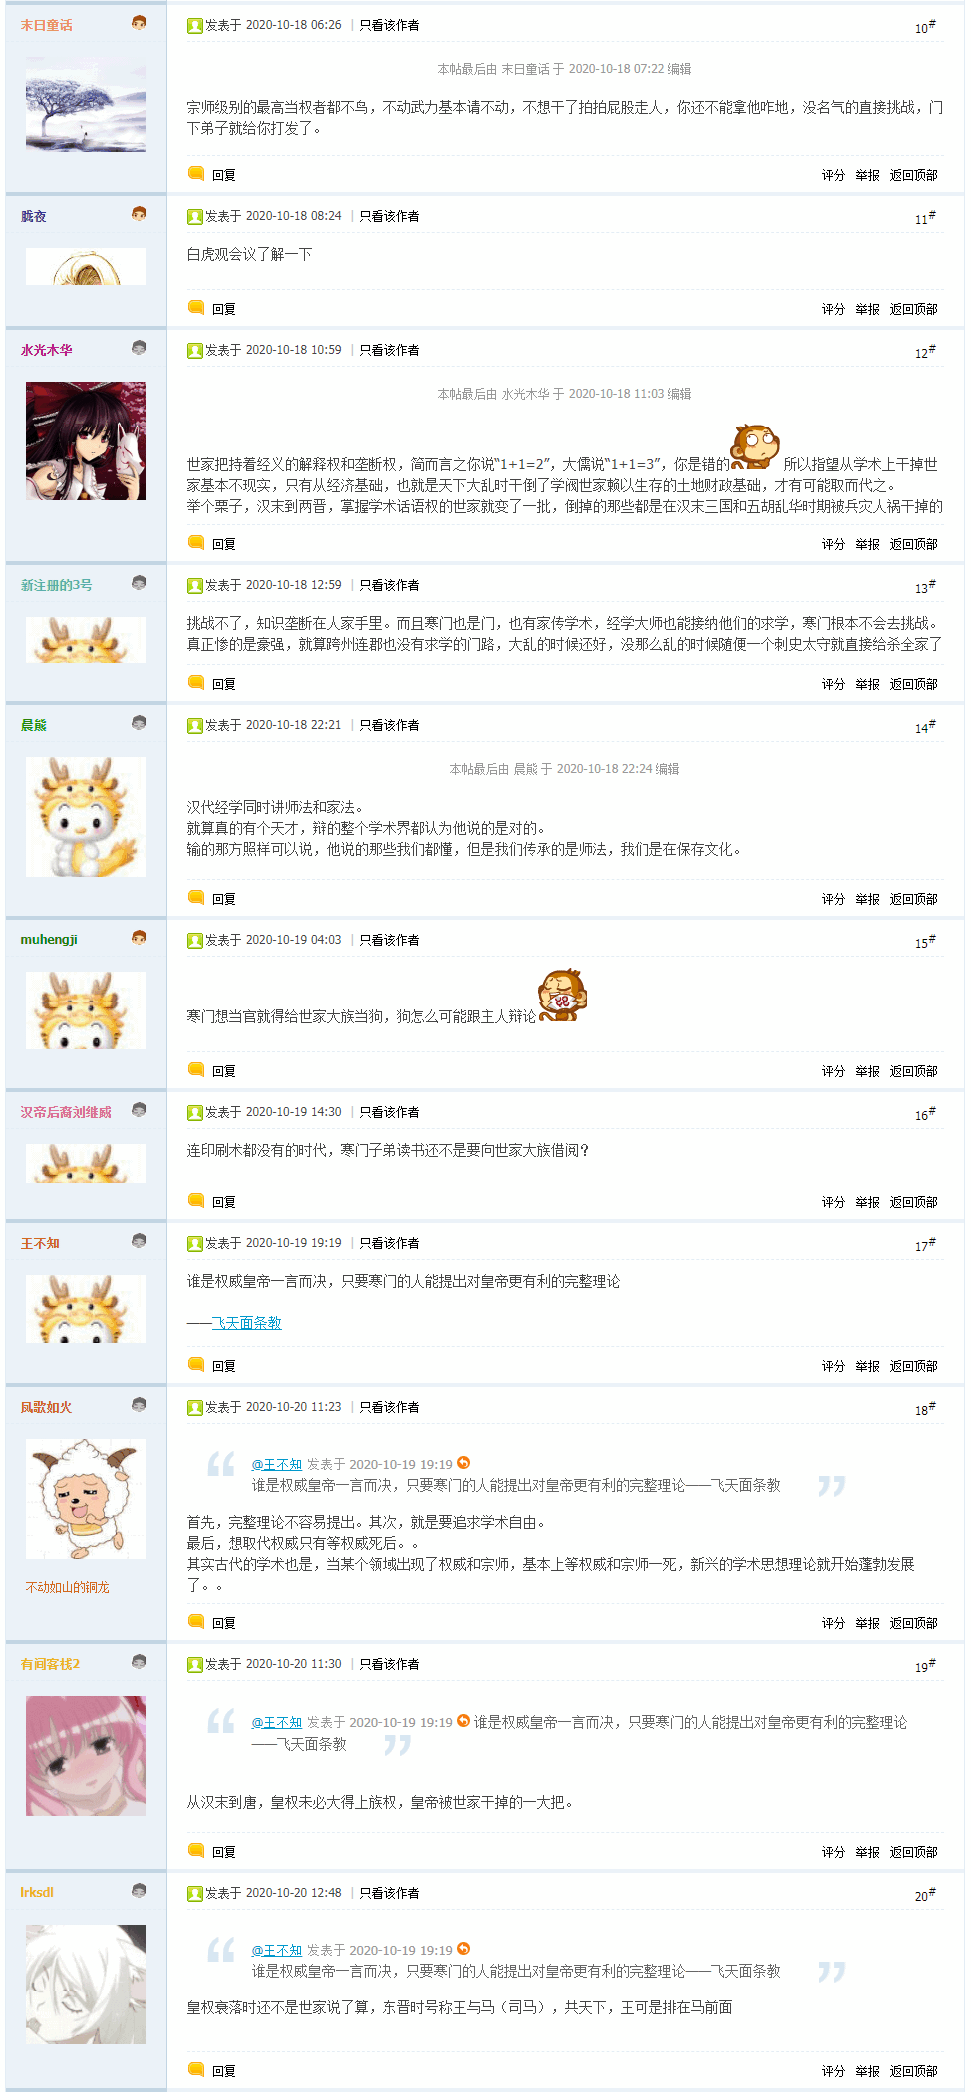 末日童话
发表于 2020-10-18 06:26 | 只看该作者
10#
本帖最后由 末日童话 于 2020-10-18 07:22 编辑
宗师级别的最高当权者都不鸟，不动武力基本请不动，不想干了拍拍屁股走人，你还不能拿他咋地，没名气的直接挑战，门
下弟子就给你打发了。
回复
评分 举报 返回顶部
胧夜
发表于 2020-10-18 08:24 | 只看该作者
11#
白虎观会议了解一下
回复
评分 举报 返回顶部
水光木华
发表于 2020-10-18 10:59 | 只看该作者
12#
本帖最后由 水光木华 于 2020-10-18 11:03 编辑
世家把持着经义的解释权和垄断权，简而言之你说“1+1=2”，大儒说“1+1=3”，你是错的 所以指望从学术上干掉世
家基本不现实，只有从经济基础，也就是天下大乱时干倒了学阀世家赖以生存的土地财政基础，才有可能取而代之。
举个栗子，汉末到两晋，掌握学术话语权的世家就变了一批，倒掉的那些都是在汉末三国和五胡乱华时期被兵灾人祸干掉的
回复
评分 举报 返回顶部
新注册的3号
发表于 2020-10-18 12:59 | 只看该作者
13#
挑战不了，知识垄断在人家手里。而且寒门也是门，也有家传学术，经学大师也能接纳他们的求学，寒门根本不会去挑战。
真正惨的是豪强，就算跨州连郡也没有求学的门路，大乱的时候还好，没那么乱的时候随便一个刺史太守就直接给杀全家了
回复
评分 举报 返回顶部
晨熊
发表于 2020-10-18 22:21 | 只看该作者
14#
本帖最后由 晨熊 于 2020-10-18 22:24 编辑
汉代经学同时讲师法和家法。
就算真的有个天才，辩的整个学术界都认为他说的是对的。
输的那方照样可以说，他说的那些我们都懂，但是我们传承的是师法，我们是在保存文化。
回复
评分 举报 返回顶部
muhengji
发表于 2020-10-19 04:03 | 只看该作者
15#
寒门想当官就得给世家大族当狗，狗怎么可能跟主人辩论
回复
评分 举报 返回顶部
汉帝后裔刘继威
发表于 2020-10-19 14:30 | 只看该作者
16#
连印刷术都没有的时代，寒门子弟读书还不是要向世家大族借阅？
回复
评分 举报 返回顶部
王不知
发表于 2020-10-19 19:19 | 只看该作者
17#
谁是权威皇帝一言而决，只要寒门的人能提出对皇帝更有利的完整理论
——飞天面条教
回复
评分 举报 返回顶部
凤歌如火
发表于 2020-10-20 11:23 | 只看该作者
18#
@王不知 发表于 2020-10-19 19:19
谁是权威皇帝一言而决，只要寒门的人能提出对皇帝更有利的完整理论——飞天面条教
首先，完整理论不容易提出。其次，就是要追求学术自由。
最后，想取代权威只有等权威死后。。
其实古代的学术也是，当某个领域出现了权威和宗师，基本上等权威和宗师一死，新兴的学术思想理论就开始蓬勃发展
了。。
不动如山的铜龙
回复
评分 举报 返回顶部
有间客栈2
发表于 2020-10-20 11:30 | 只看该作者
19#
@王不知 发表于 2020-10-19 19:19 谁是权威皇帝一言而决，只要寒门的人能提出对皇帝更有利的完整理论
——飞天面条教
从汉末到唐，皇权未必大得上族权，皇帝被世家干掉的一大把。
回复
评分 举报 返回顶部
lrksdl
发表于 2020-10-20 12:48 | 只看该作者
20#
@王不知 发表于 2020-10-19 19:19
谁是权威皇帝一言而决，只要寒门的人能提出对皇帝更有利的完整理论——飞天面条教
皇权衰落时还不是世家说了算，东晋时号称王与马（司马），共天下，王可是排在马前面
回复
评分 举报 返回顶部